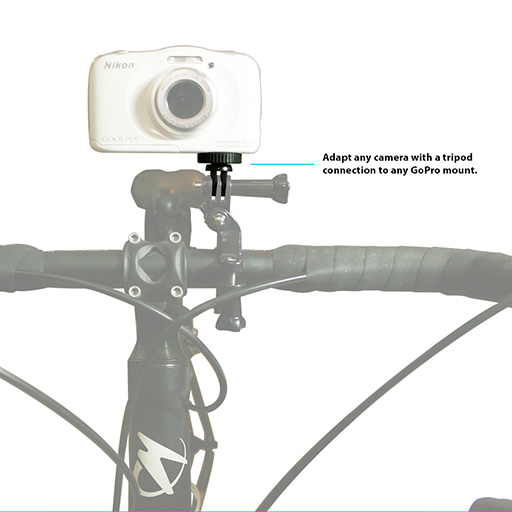 Nikon
COOLPIX
Adapt any camera with a tripod
connection to any GoPro mount.